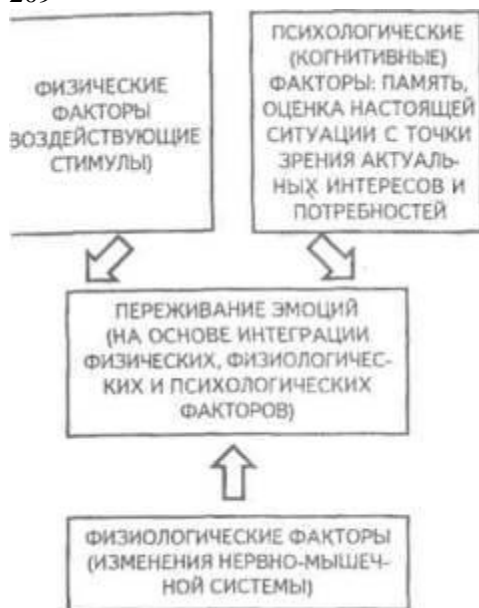 209
ФИЗИЧЕСКИЕ
ФАКТОРЫ
ВОЗДЕЙСТВУЮЩИЕ
СТИМУЛЫ)
ПСИХОЛОГИЧЕСКИЕ
(КОГНИТИВНЫЕ)
ФАКТОРЫ: ПАМЯТЬ,
ОЦЕНКА НАСТОЯЩЕЙ
СИТУАЦИИ С ТОЧКИ
ЗРЕНИЯ АКТУАЛЬ-
НЫХ ИНТЕРЕСОВ И
ПОТРЕБНОСТЕЙ
ПЕРЕЖИВАНИЕ ЭМОЦИЙ
(НА ОСНОВЕ ИНТЕГРАЦИИ
ФИЗИЧЕСКИХ, ФИЗИОЛОГИЧЕС-
КИХ И ПСИХОЛОГИЧЕСКИХ
ФАКТОРОВ)
ФИЗИОЛОГИЧЕСКИЕ ФАКТОРЫ
(ИЗМЕНЕНИЯ НЕРВНО-МЫШЕЧ-
НОЙ СИСТЕМЫ)